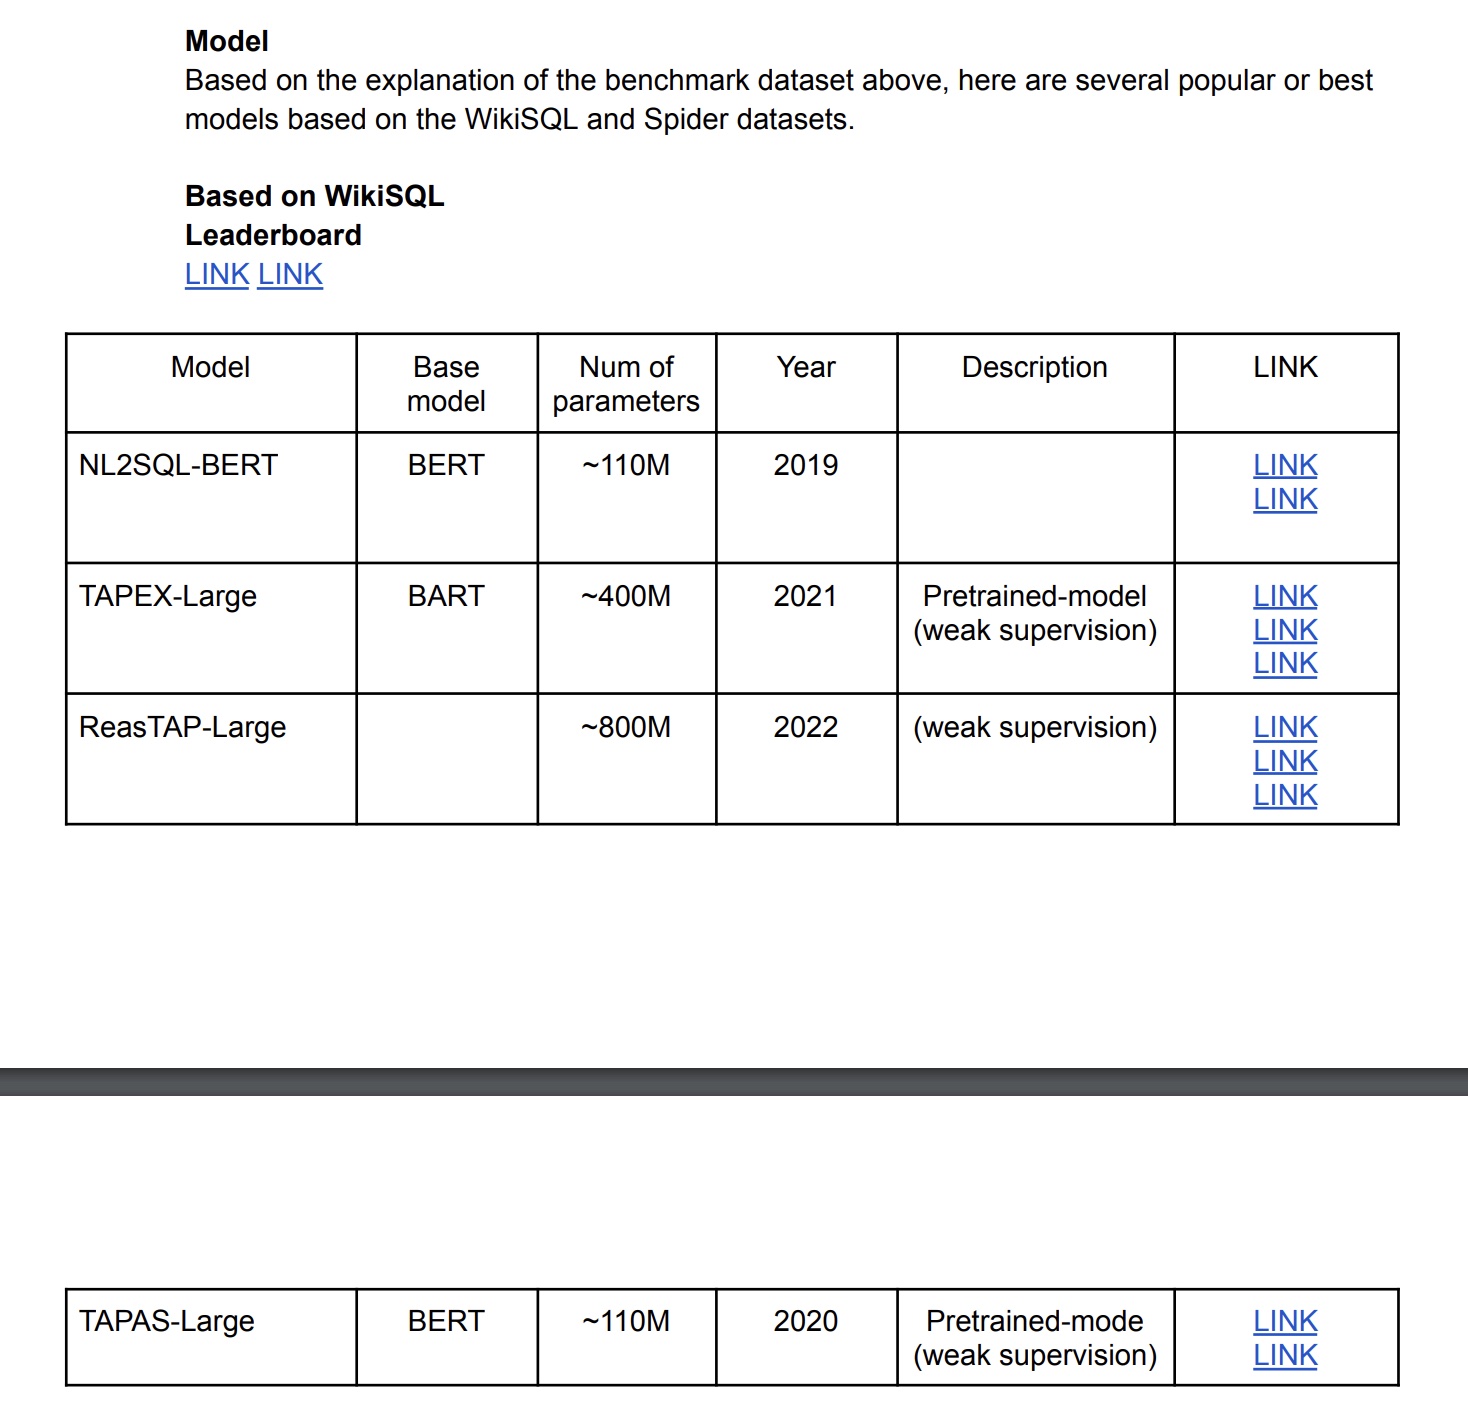 Model
Based on the explanation of the benchmark dataset above, here are several popular or best
models based on the WikiSQL and Spider datasets.
Based on WikiSQL
Leaderboard
LINK LINK
Model
Base
model
Num of
parameters
Year
Description
LINK
NL2SQL-BERT
BERT
~110M
2019
LINK
LINK
TAPEX-Large
BART
~400M
2021
Pretrained-model
(weak supervision)
LINK
LINK
LINK
ReasTAP-Large
~800M
2022
(weak supervision)
LINK
LINK
LINK
TAPAS-Large
BERT
~110M
2020
Pretrained-mode
(weak supervision)
LINK
LINK